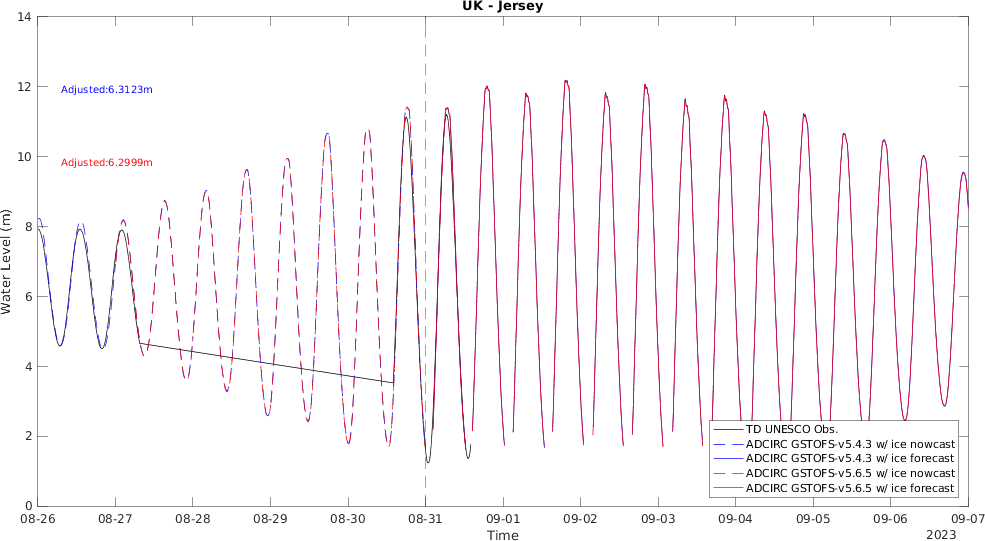 UK - Jersey
14
12
10
8
6
4
2
0
Water Level (m)
Adjusted:6.3123m
Adjusted:6.2999m
TD UNESCO Obs.
ADCIRC GSTOFS-v5.4.3 w/ ice nowcast
ADCIRC GSTOFS-v5.4.3 w/ ice forecast
ADCIRC GSTOFS-v5.6.5 w/ ice nowcast
ADCIRC GSTOFS-v5.6.5 w/ ice forecast
08-26 08-27 08-28 08-29 08-30 08-31 09-01 09-02 09-03 09-04 09-05 09-06 09-07
Time
2023